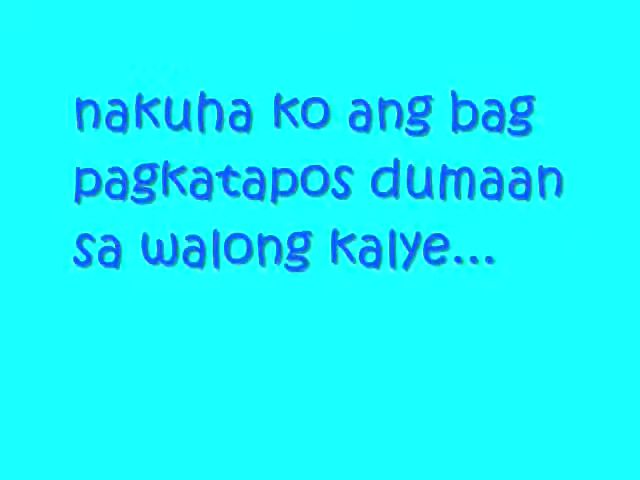 nakuha ko ang bag
pagkatapos dumaan
sa walong kalye...